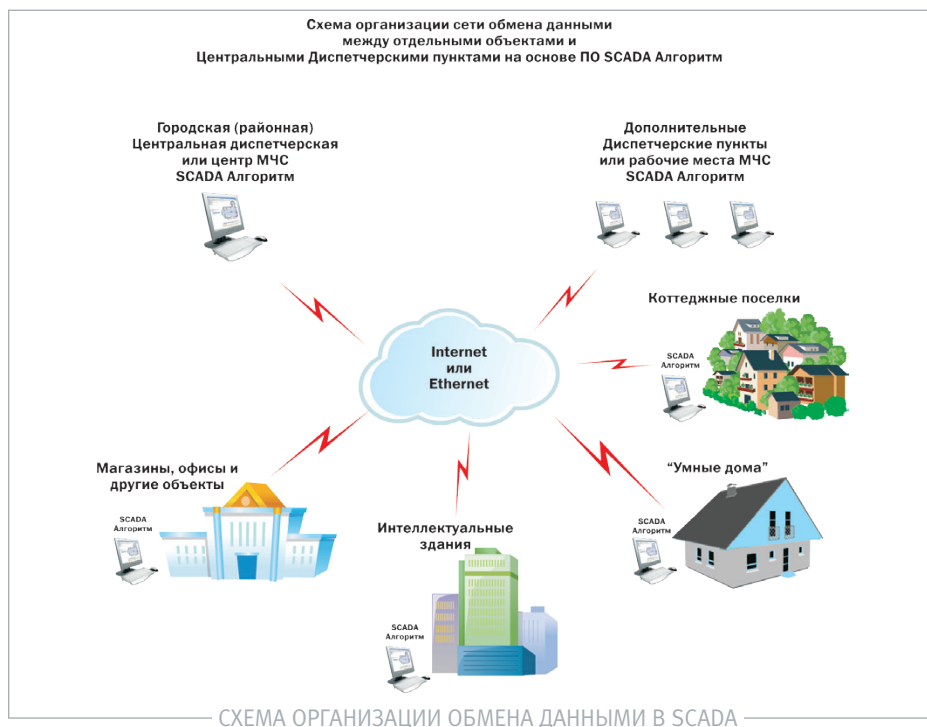 Схема организации сети обмена данными
между отдельными объектами и
Центральными Диспетчерскими пунктами на основе ПО SCADA Алгоритм
Городская (районная)
Центральная диспетчерская
или центр МЧС
SCADA Алгоритм
Дополнительные
Диспетчерские пункты
или рабочие места МЧС
SCADA Алгоритм
Коттеджные поселки
SCADA
Алгоритм
Internet
или
Ethernet
Магазины, офисы и
другие объекты
SCADA
Алгоритм
"Умные дома"
SCADA
Алгоритм
Интеллектуальные
здания
SCADA
Алгоритм
СХЕМА ОРГАНИЗАЦИИ ОБМЕНА ДАННЫМИ В SCADA